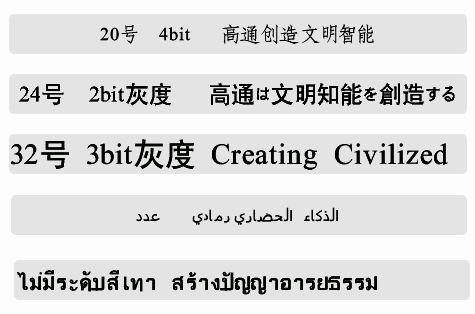 20号 4bit 高通创造文明智能
24号 2bit灰度 高通は文明知能を創造する
32号 3bit灰度 Creating Civilized
عدد الذكاء الحضاري رمادي
ไม่มีระดับสีเทา สร้างปัญญาอารยธรรม